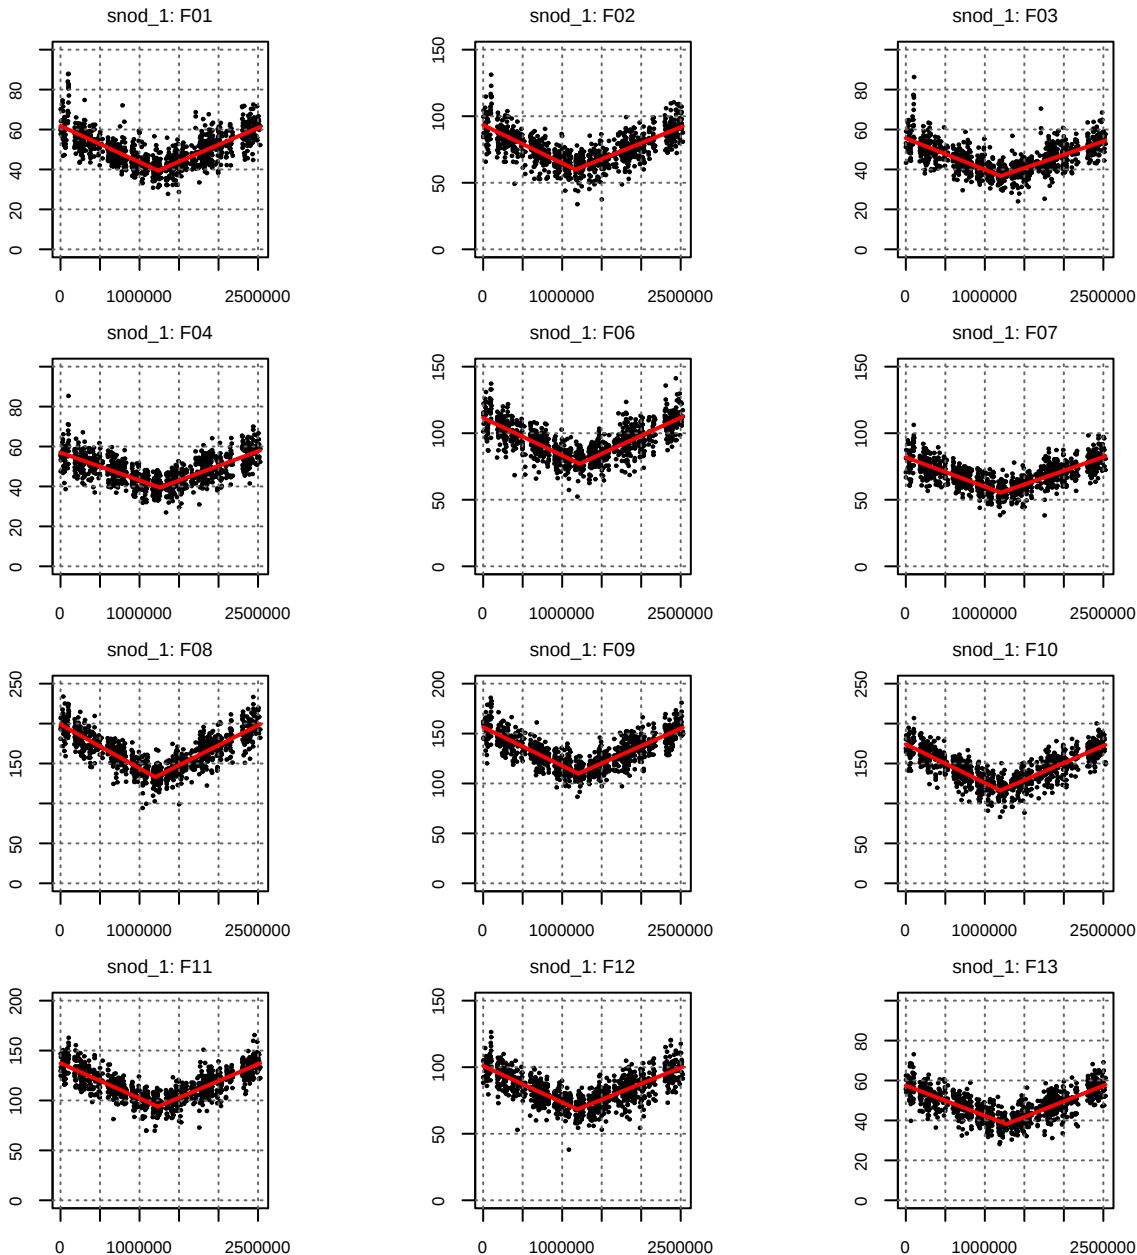 snod_1: F01 snod_1: F02 snod_1: F03
0 20 40 60 80 0 50 100 150 0 20 40 60 80
0 1000000 2500000 0 1000000 2500000 0 1000000 2500000
snod_1: F04 snod_1: F06 snod_1: F07
0 20 40 60 80 0 50 100 150 0 50 100 150
0 1000000 2500000 0 1000000 2500000 0 1000000 2500000
snod_1: F08 snod_1: F09 snod_1: F10
0 50 150 250 0 50 100 150 200 0 50 150 250
0 1000000 2500000 0 1000000 2500000 0 1000000 2500000
snod_1: F11 snod_1: F12 snod_1: F13
0 50 100 150 200 0 50 100 150 0 20 40 60 80
0 1000000 2500000 0 1000000 2500000 0 1000000 2500000